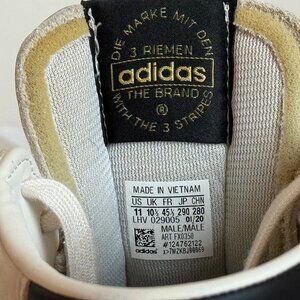 DIE MARKE MIT DEN
3 RIEMEN
adidas
THE BRAND
®
WITH THE 3 STRIPES
MADE IN VIETNAM
US UK FR JP CHN
11 10½ 45⅓ 290 280
LHV 029005 01/20
MALE/MALE
ART FX8358
#124762122
adidas